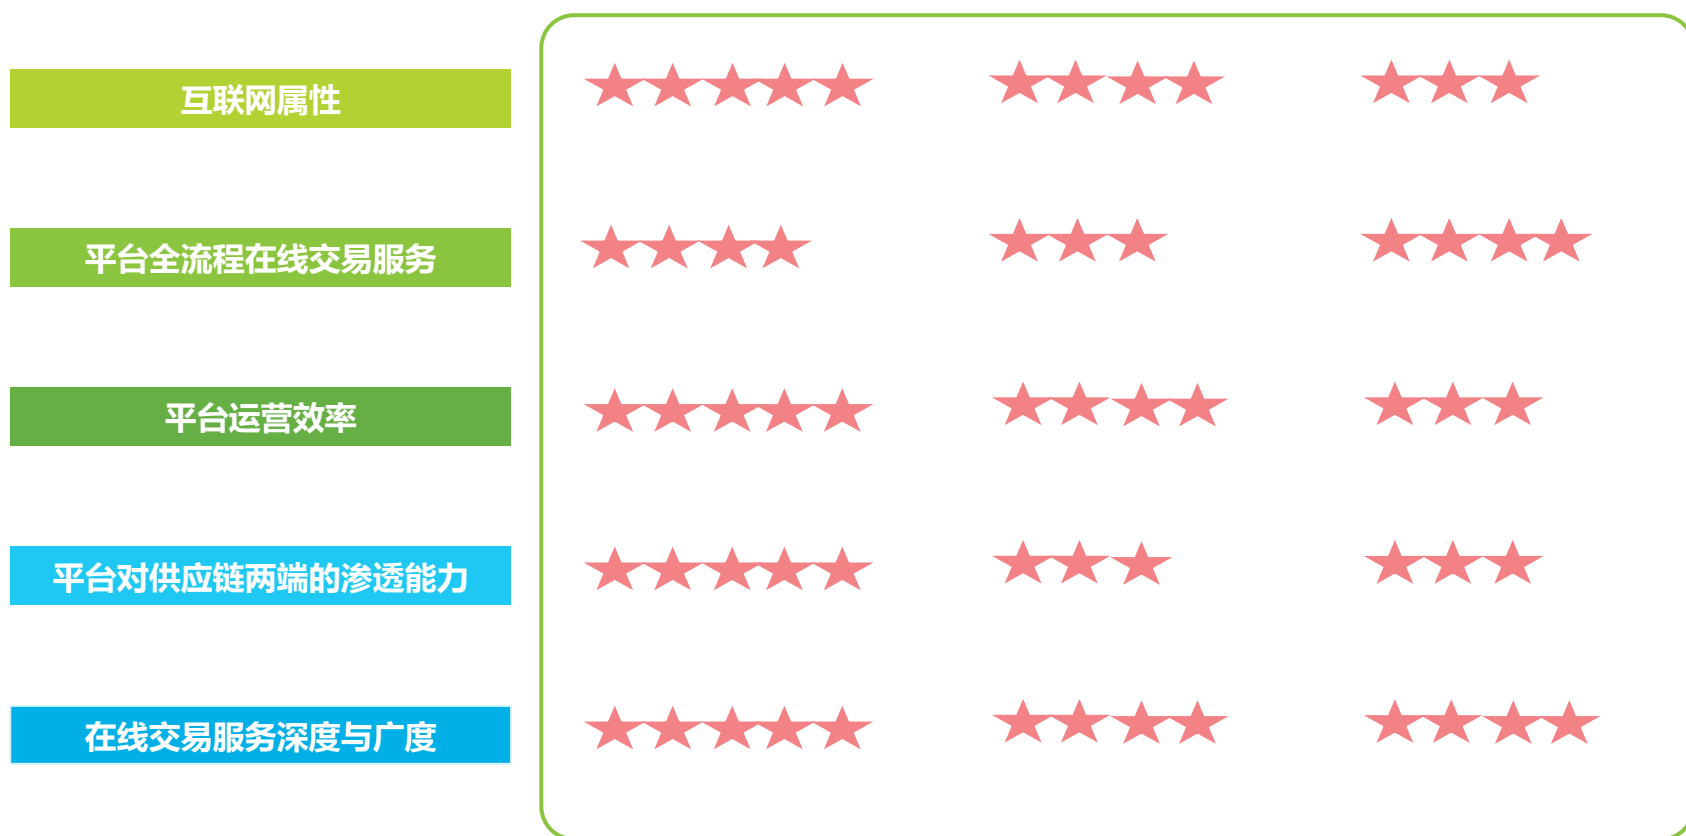 互联网属性
平台全流程在线交易服务
平台运营效率
平台对供应链两端的渗透能力
在线交易服务深度与广度